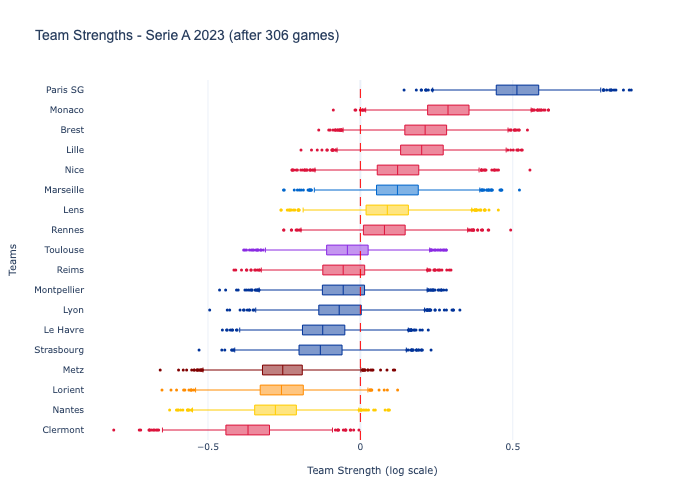 Team Strengths - Serie A 2023 (after 306 games)
Paris SG
Monaco
Brest
Lille
Nice
Marseille
Lens
Rennes
Toulouse
Reims
Montpellier
Lyon
Le Havre
Strasbourg
Metz
Lorient
Nantes
Clermont
Teams
−0.5 0 0.5
Team Strength (log scale)